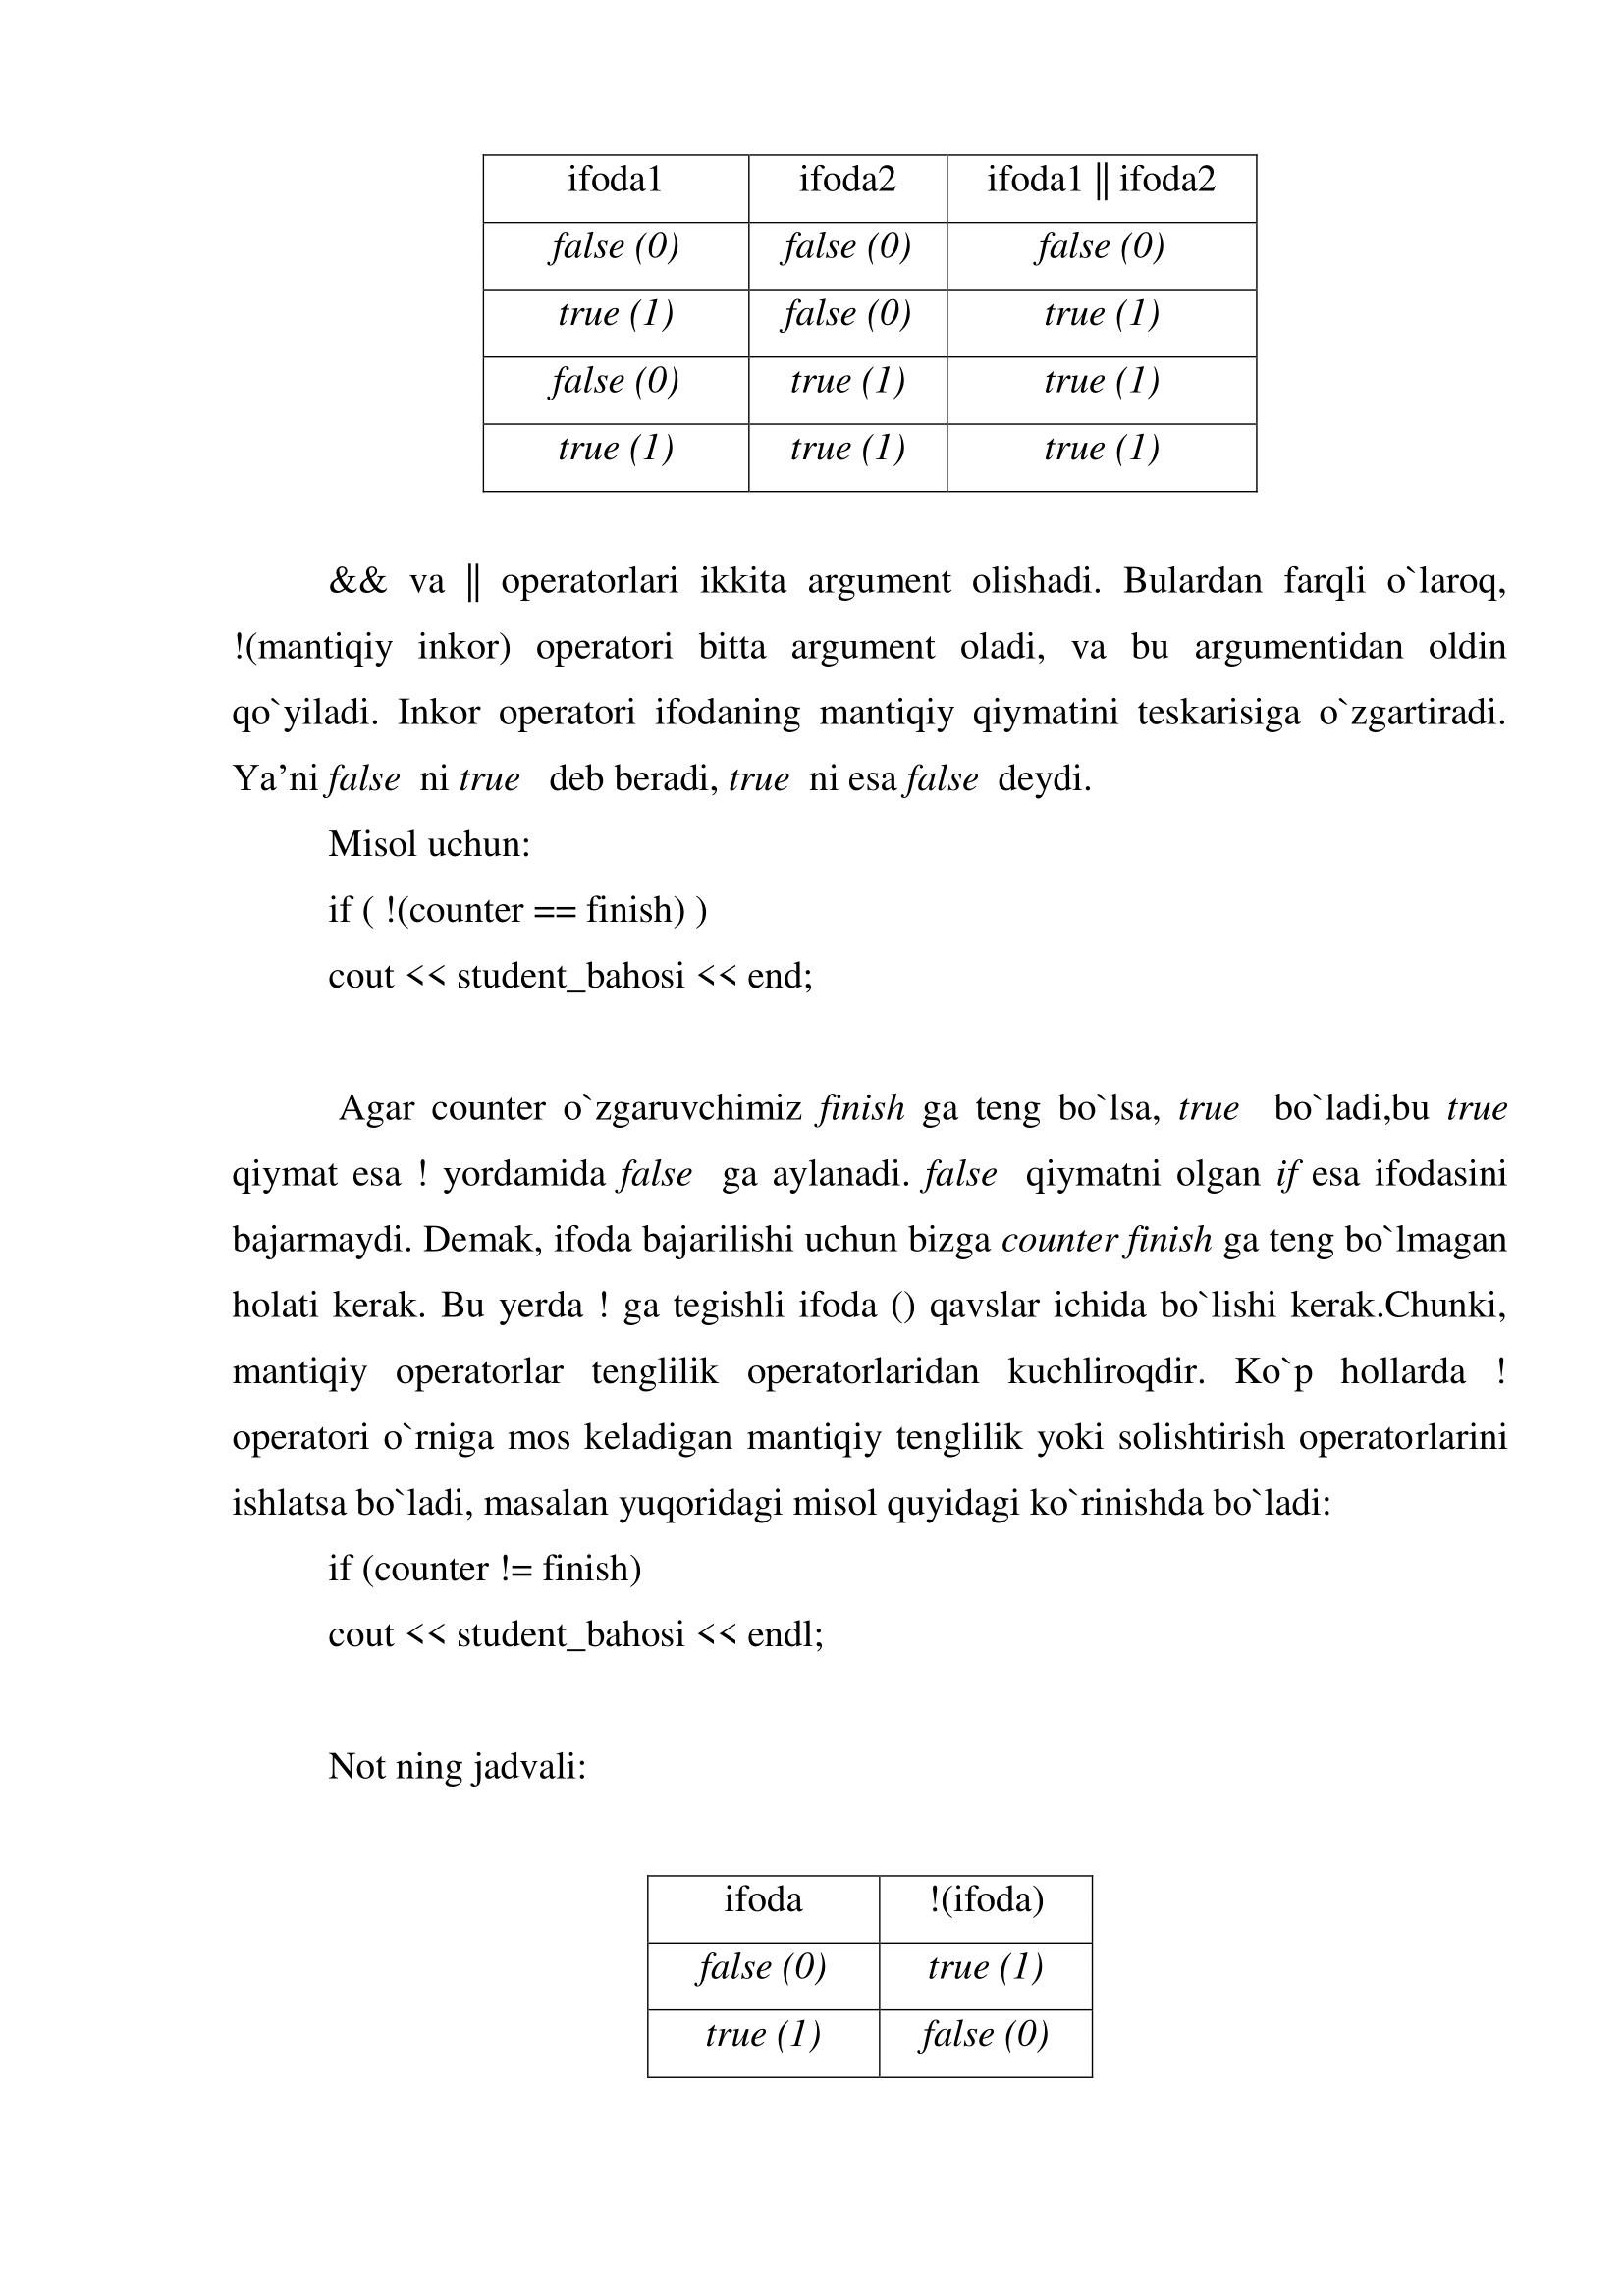 ifoda1 ifoda2 ifoda1 || ifoda2
false (0) false (0) false (0)
true (1) false (0) true (1)
false (0) true (1) true (1)
true (1) true (1) true (1)
&& va || operatorlari ikkita argument olishadi. Bulardan farqli o`laroq,
!(mantiqiy inkor) operatori bitta argument oladi, va bu argumentidan oldin
qo`yiladi. Inkor operatori ifodaning mantiqiy qiymatini teskarisiga o`zgartiradi.
Ya’ni false ni true deb beradi, true ni esa false deydi.
Misol uchun:
if ( !(counter == finish) )
cout << student_bahosi << end;
Agar counter o`zgaruvchimiz finish ga teng bo`lsa, true bo`ladi,bu true
qiymat esa ! yordamida false ga aylanadi. false qiymatni olgan if esa ifodasini
bajarmaydi. Demak, ifoda bajarilishi uchun bizga counter finish ga teng bo`lmagan
holati kerak. Bu yerda ! ga tegishli ifoda () qavslar ichida bo`lishi kerak.Chunki,
mantiqiy operatorlar tenglilik operatorlaridan kuchliroqdir. Ko`p hollarda !
operatori o`rniga mos keladigan mantiqiy tenglilik yoki solishtirish operatorlarini
ishlatsa bo`ladi, masalan yuqoridagi misol quyidagi ko`rinishda bo`ladi:
if (counter != finish)
cout << student_bahosi << endl;
Not ning jadvali:
ifoda !(ifoda)
false (0) true (1)
true (1) false (0)